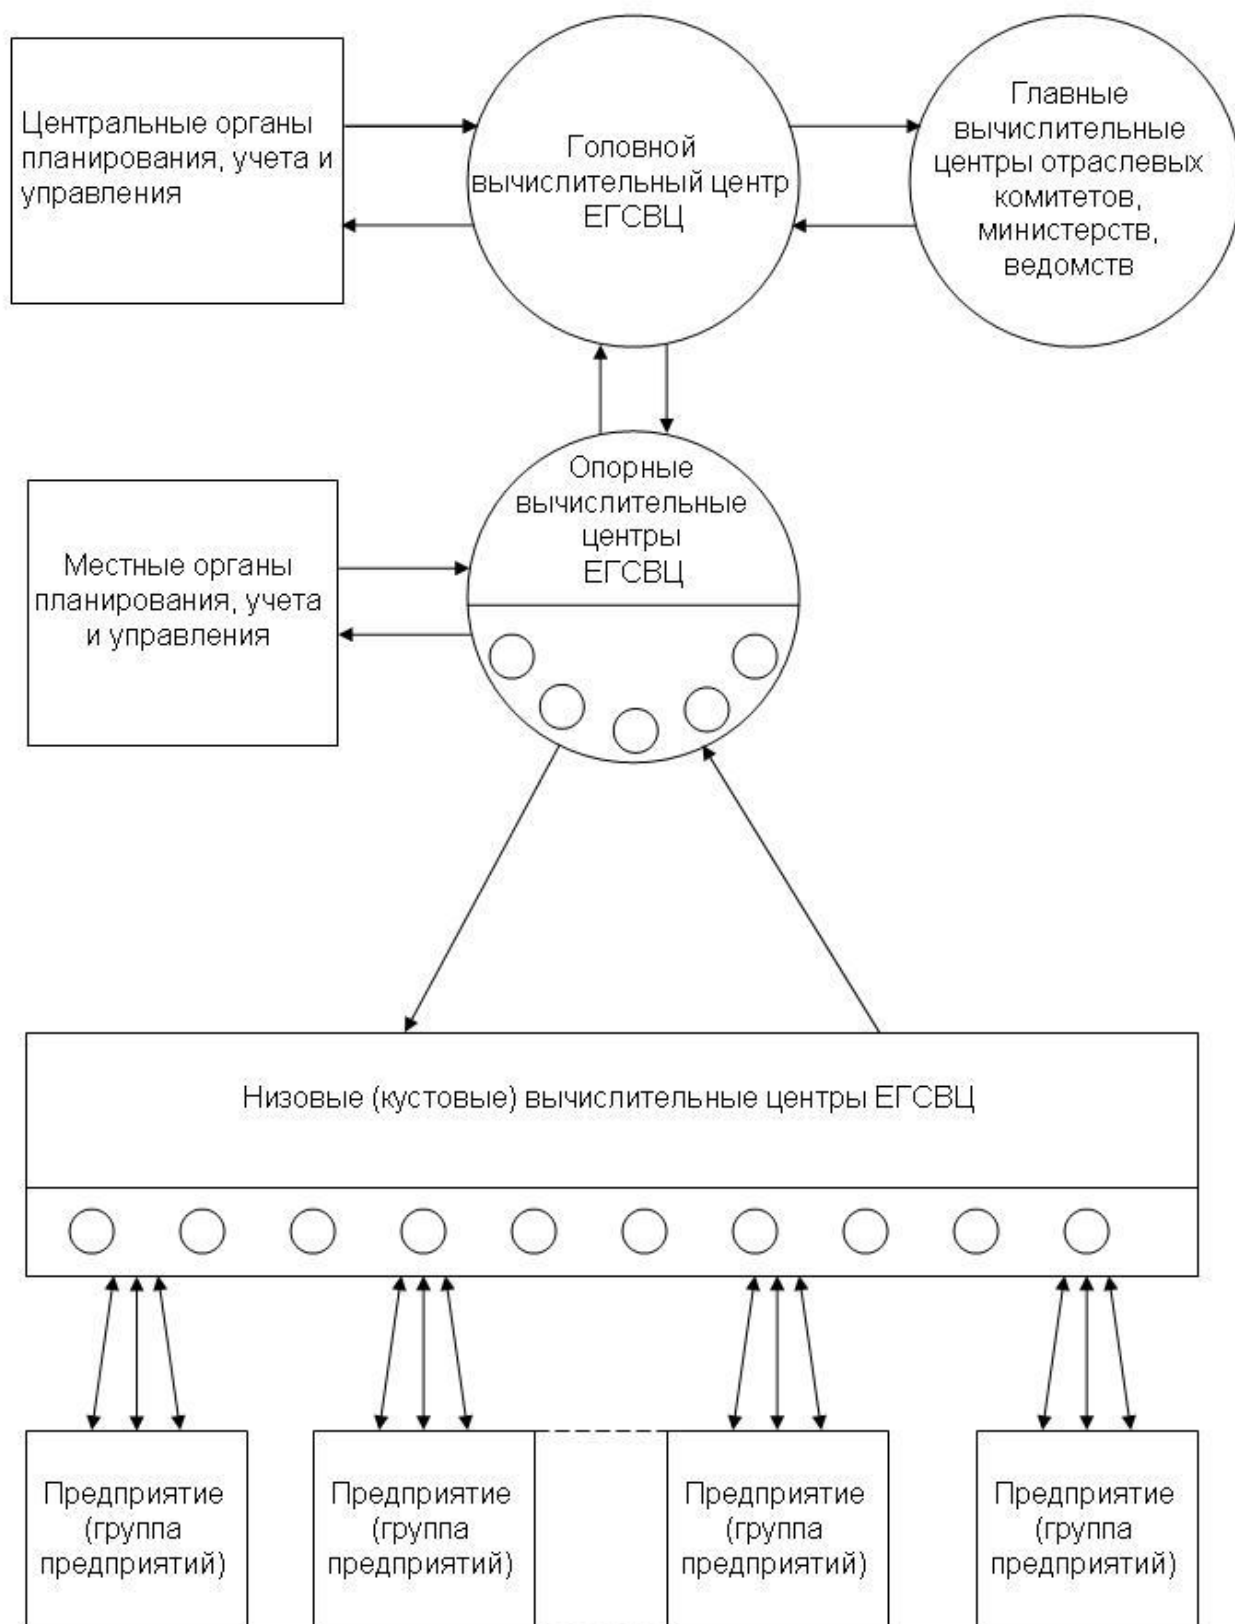 Центральные органы
планирования, учета и
управления
Головной
вычислительный центр
ЕГСВЦ
Главные
вычислительные
центры отраслевых
комитетов,
министерств,
ведомств
Опорные
вычислительные
центры
ЕГСВЦ
Местные органы
планирования, учета
и управления
Низовые (кустовые) вычислительные центры ЕГСВЦ
Предприятие
(группа
предприятий)
Предприятие
(группа
предприятий)
Предприятие
(группа
предприятий)
Предприятие
(группа
предприятий)